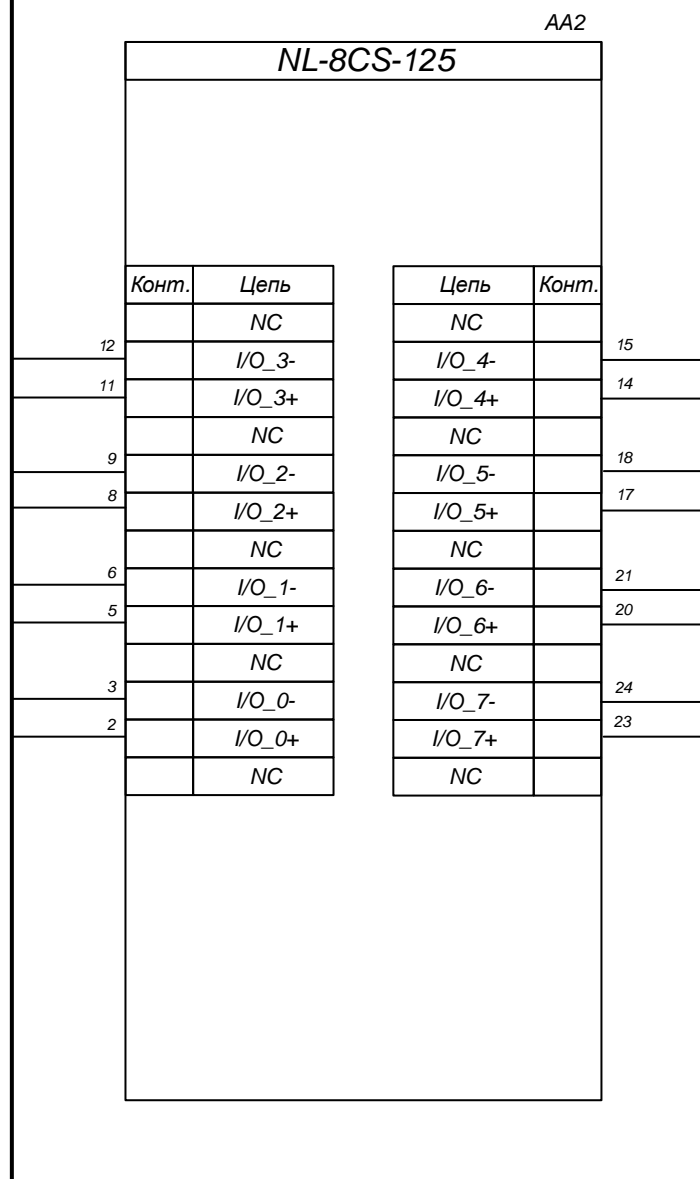 AA2
NL-8CS-125
Конт. Цепь Цепь Конт.
NC NC
12 I/O_3- I/O_4- 15
11 I/O_3+ I/O_4+ 14
NC NC
9 I/O_2- I/O_5- 18
8 I/O_2+ I/O_5+ 17
NC NC
6 I/O_1- I/O_6- 21
5 I/O_1+ I/O_6+ 20
NC NC
3 I/O_0- I/O_7- 24
2 I/O_0+ I/O_7+ 23
NC NC